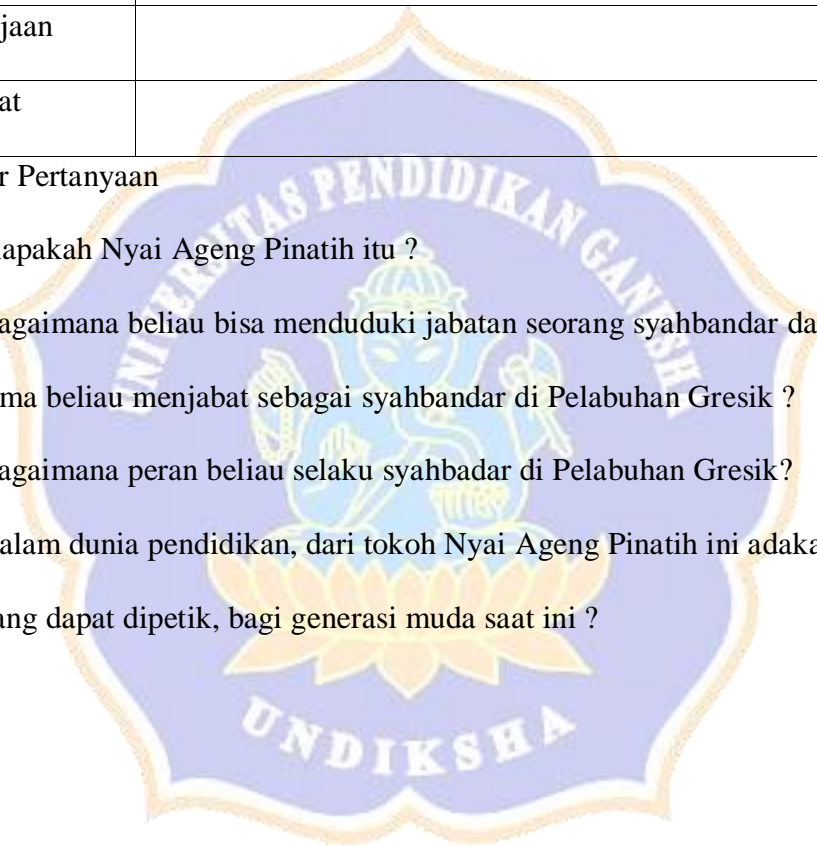 jaan
at
r Pertanyaan
apakah Nyai Ageng Pinatih itu ?
agaimana beliau bisa menduduki jabatan seorang syahbandar da
ma beliau menjabat sebagai syahbandar di Pelabuhan Gresik ?
agaimana peran beliau selaku syahbadar di Pelabuhan Gresik?
alam dunia pendidikan, dari tokoh Nyai Ageng Pinatih ini adaka
ang dapat dipetik, bagi generasi muda saat ini ?
UNIVERSITAS PENDIDIKAN GANESHA
UNDIKSHA